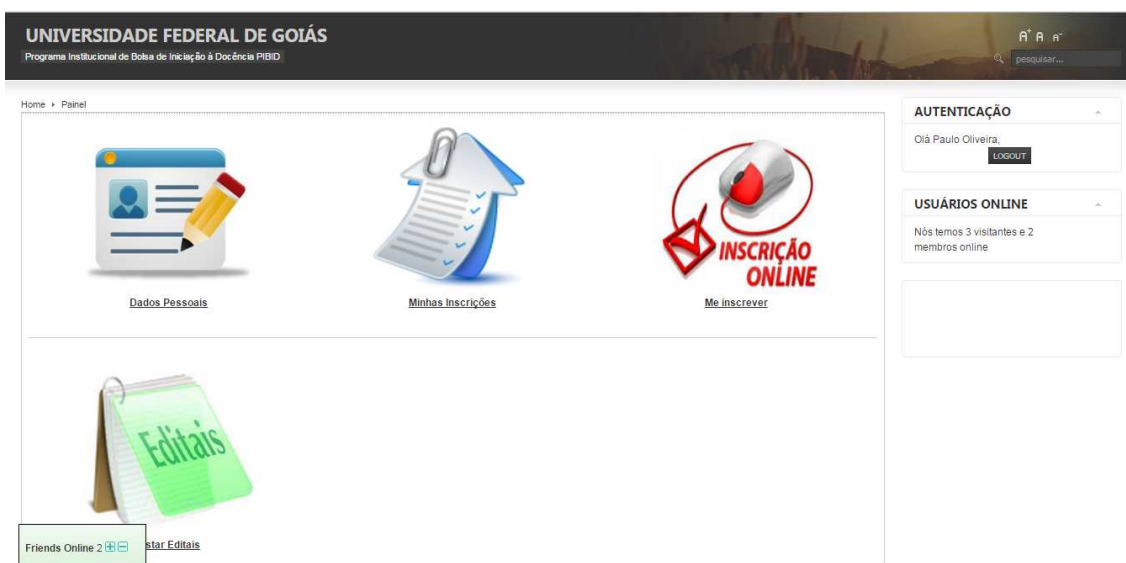 UNIVERSIDADE FEDERAL DE GOIÁS
Programa Institucional de Bolsa de Iniciação à Docência PIBID
A+ A A-
pesquisar...
Home ▸ Painel
INSCRIÇÃO
ONLINE
Dados Pessoais
Minhas Inscrições
Me inscrever
Editais
star Editais
Friends Online 2
AUTENTICAÇÃO
Olá Paulo Oliveira,
LOGOUT
USUÁRIOS ONLINE
Nós temos 3 visitantes e 2
membros online